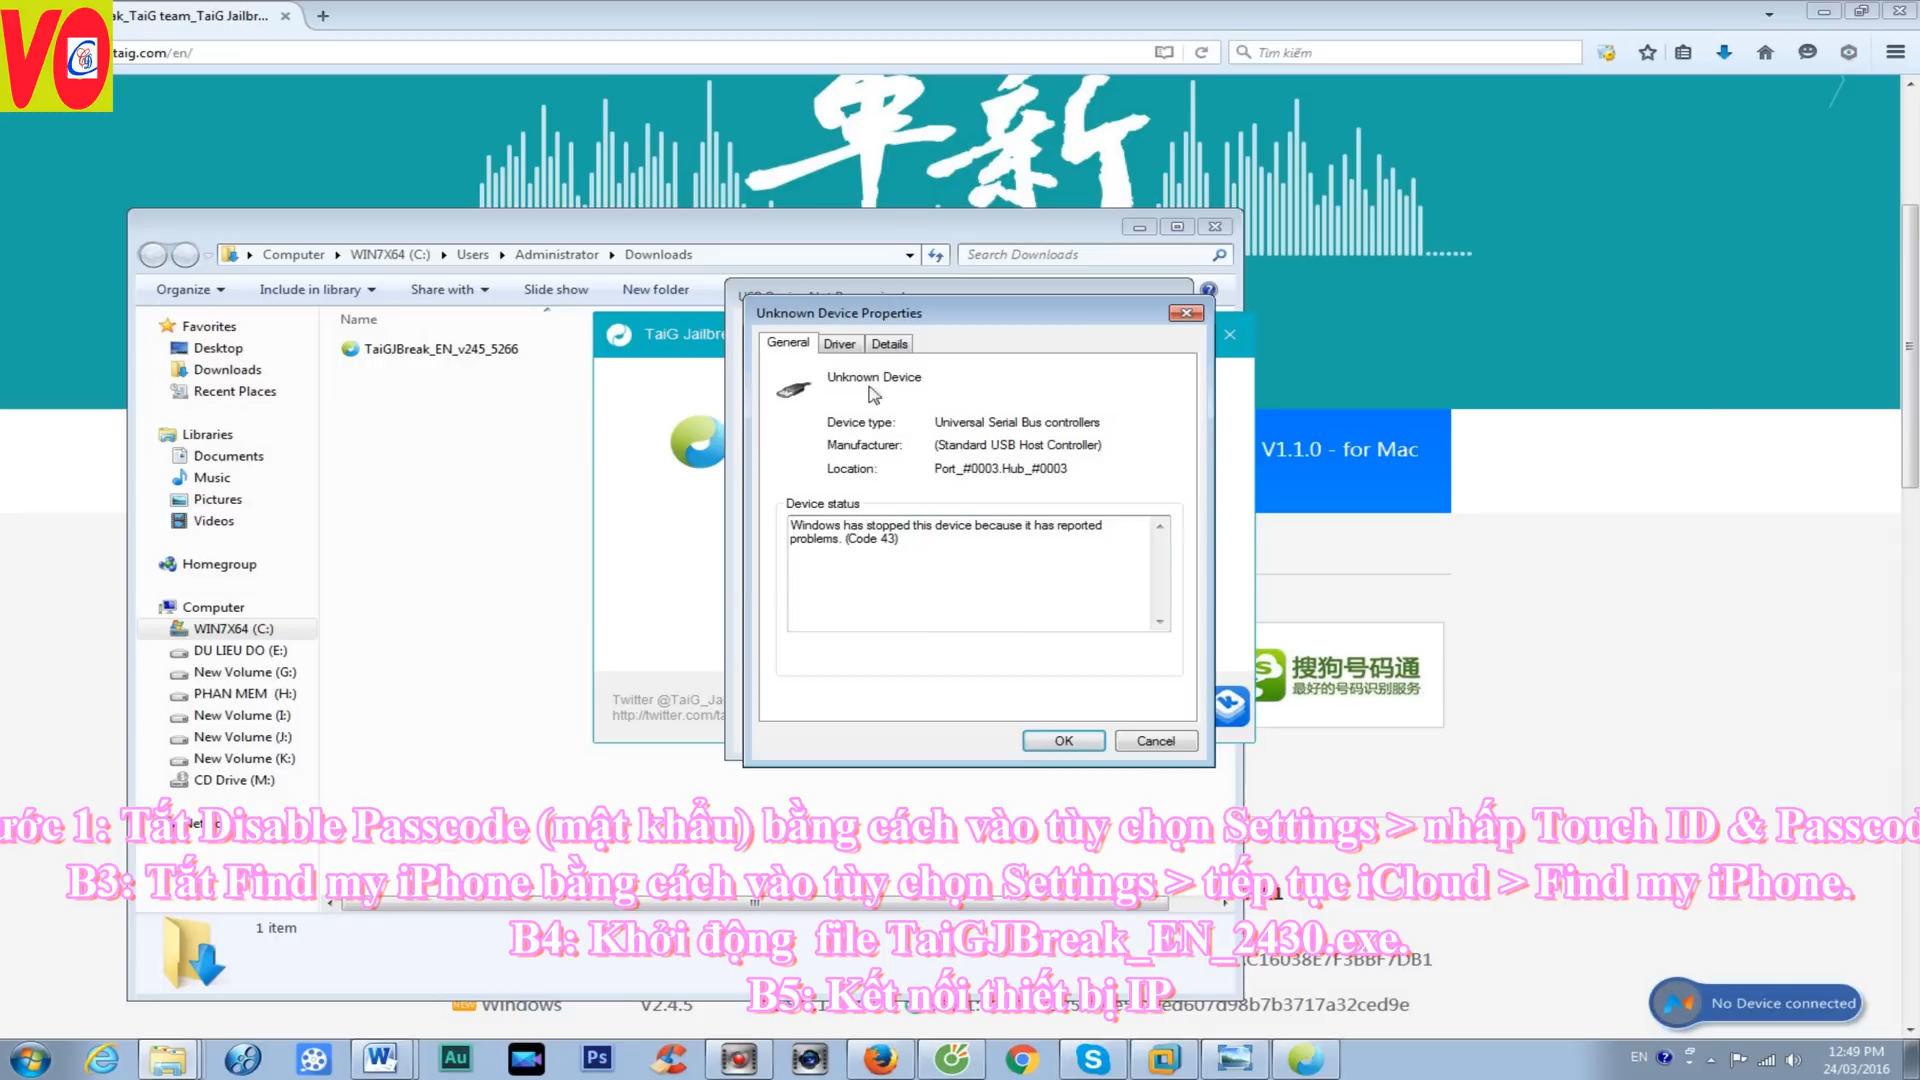 VO
ak_TaiG team_TaiG Jailbr...
taig.com/en/
Tìm kiếm
革新
Computer
WIN7X64 (C:)
Users
Administrator
Downloads
Search Downloads
Organize
Include in library
Share with
Slide show
New folder
Name
TaiGJBreak_EN_v245_5266
Favorites
Desktop
Downloads
Recent Places
Libraries
Documents
Music
Pictures
Videos
Homegroup
Computer
WIN7X64 (C:)
DU LIEU DO (E:)
New Volume (G:)
PHAN MEM (H:)
New Volume (I:)
New Volume (J:)
New Volume (K:)
CD Drive (M:)
1 item
TaiG Jailbre
Twitter @TaiG_Ja
http://twitter.com/ta
Unknown Device Properties
General
Driver
Details
Unknown Device
Device type: Universal Serial Bus controllers
Manufacturer: (Standard USB Host Controller)
Location: Port_#0003.Hub_#0003
Device status
Windows has stopped this device because it has reported
problems. (Code 43)
OK
Cancel
V1.1.0 - for Mac
搜狗号码通
最好的号码识别服务
ước 1: Tắt Disable Passcode (mật khẩu) bằng cách vào tùy chọn Settings > nhấp Touch ID & Passcod
B3: Tắt Find my iPhone bằng cách vào tùy chọn Settings > tiếp tục iCloud > Find my iPhone.
B4: Khởi động file TaiGJBreak_EN_2430.exe.
B5: Kết nối thiết bị IP
C16038E7F3BBF7DB1
NEW Windows
V2.4.5
ed607d98b7b3717a32ced9e
No Device connected
Au
Ps
EN
12:49 PM
24/03/2016